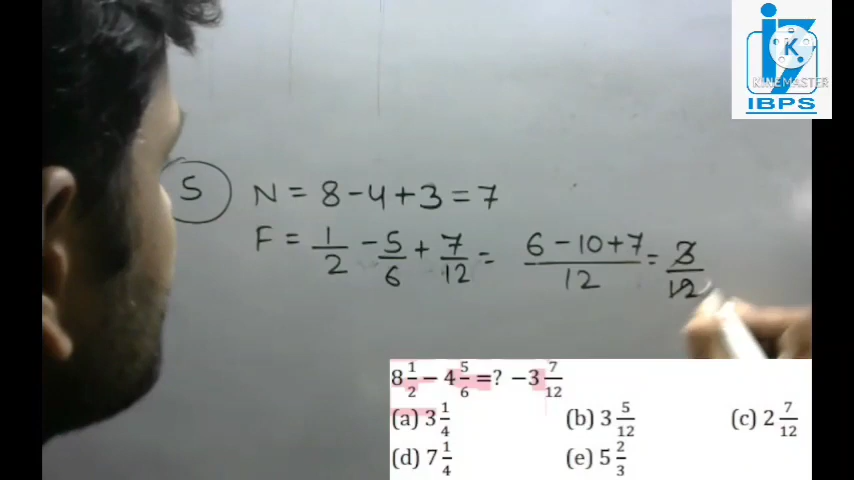 K
KINEMASTER
IBPS
5 N = 8 - 4 + 3 = 7
F = 1/2 - 5/6 + 7/12 = (6 - 10 + 7)/12 = 3/12
8 1/2 - 4 5/6 =? -3 7/12
(a) 3 1/4 (b) 3 5/12 (c) 2 7/12
(d) 7 1/4 (e) 5 2/3